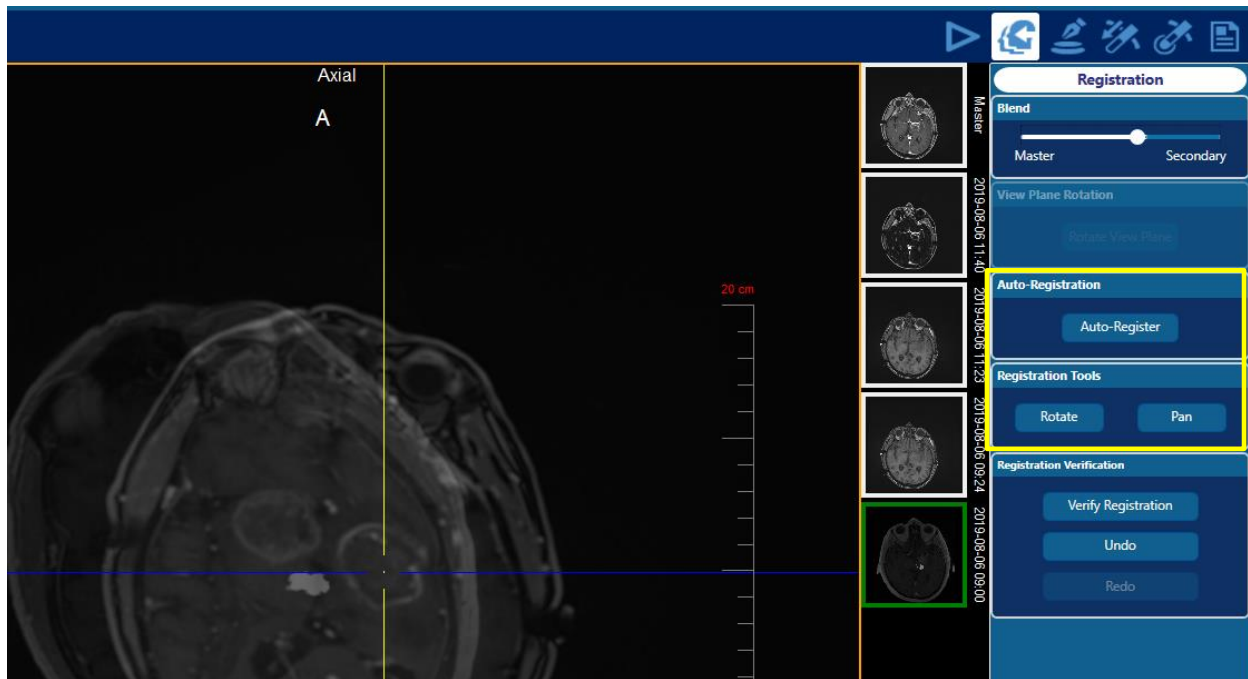 Axial
A
20 cm
Master
2019-08-06 11:40
2019-08-06 11:23
2019-08-06 09:24
2019-08-06 09:00
Registration
Blend
Master Secondary
View Plane Rotation
Rotate View Plane
Auto-Registration
Auto-Register
Registration Tools
Rotate Pan
Registration Verification
Verify Registration
Undo
Redo